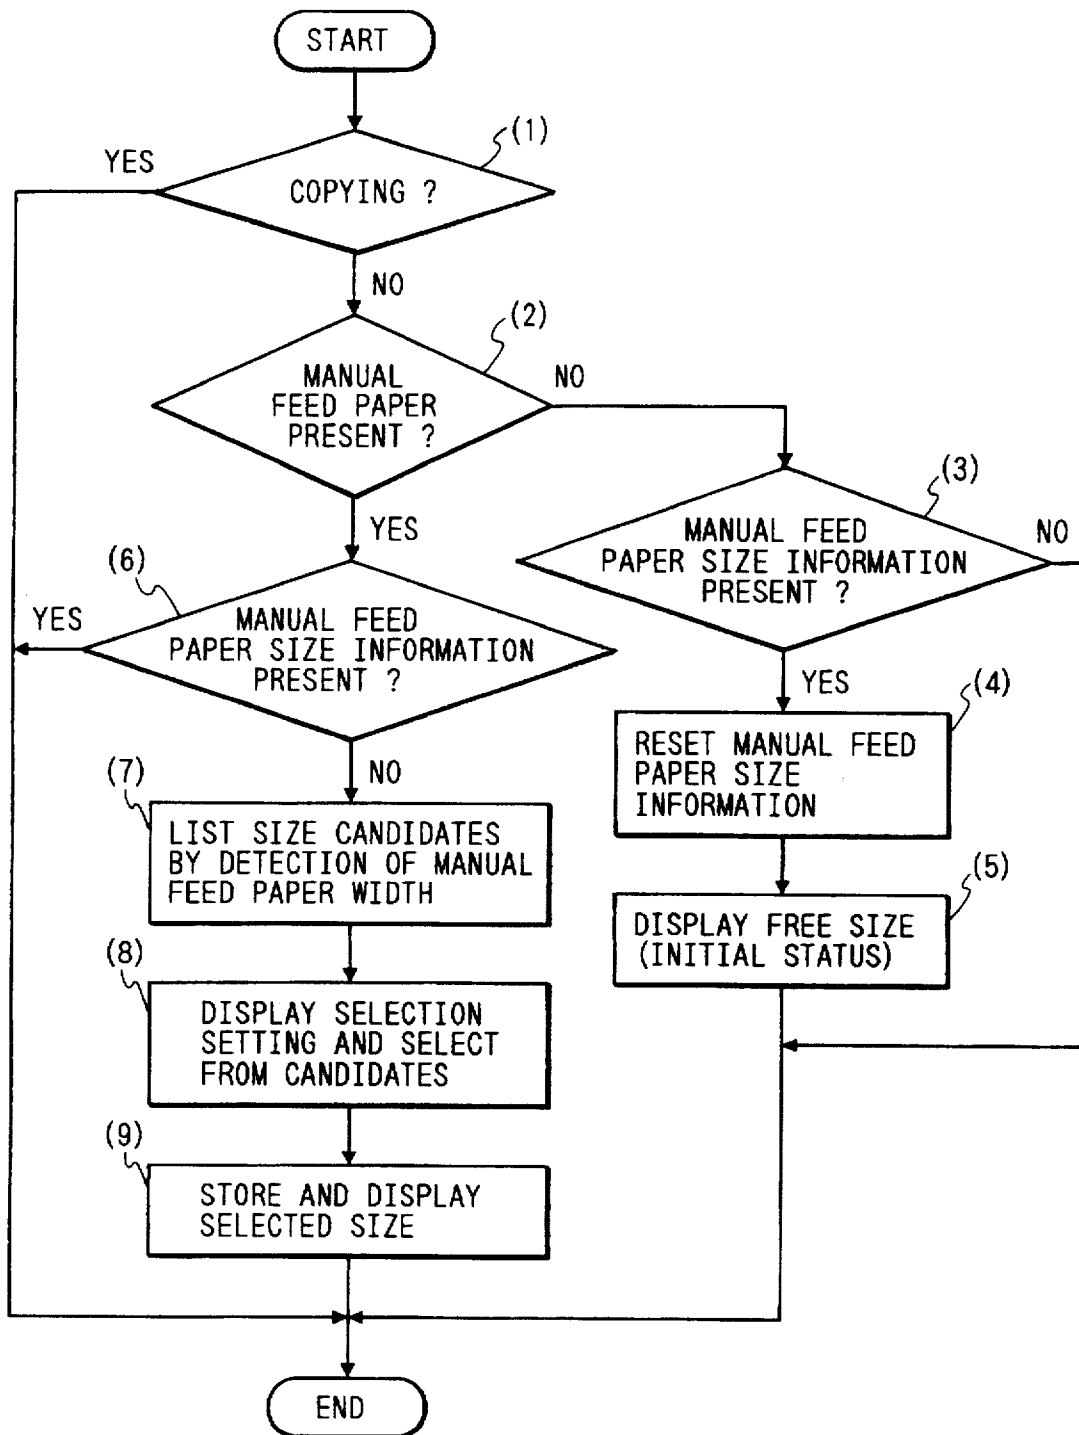 START
(1)
YES
COPYING ?
NO
(2)
MANUAL
FEED PAPER
PRESENT ?
NO
(3)
YES
MANUAL FEED
PAPER SIZE INFORMATION
PRESENT ?
NO
(6)
YES
MANUAL FEED
PAPER SIZE INFORMATION
PRESENT ?
YES
(4)
RESET MANUAL FEED
PAPER SIZE
INFORMATION
NO
(7)
LIST SIZE CANDIDATES
BY DETECTION OF MANUAL
FEED PAPER WIDTH
(5)
DISPLAY FREE SIZE
(INITIAL STATUS)
(8)
DISPLAY SELECTION
SETTING AND SELECT
FROM CANDIDATES
(9)
STORE AND DISPLAY
SELECTED SIZE
END